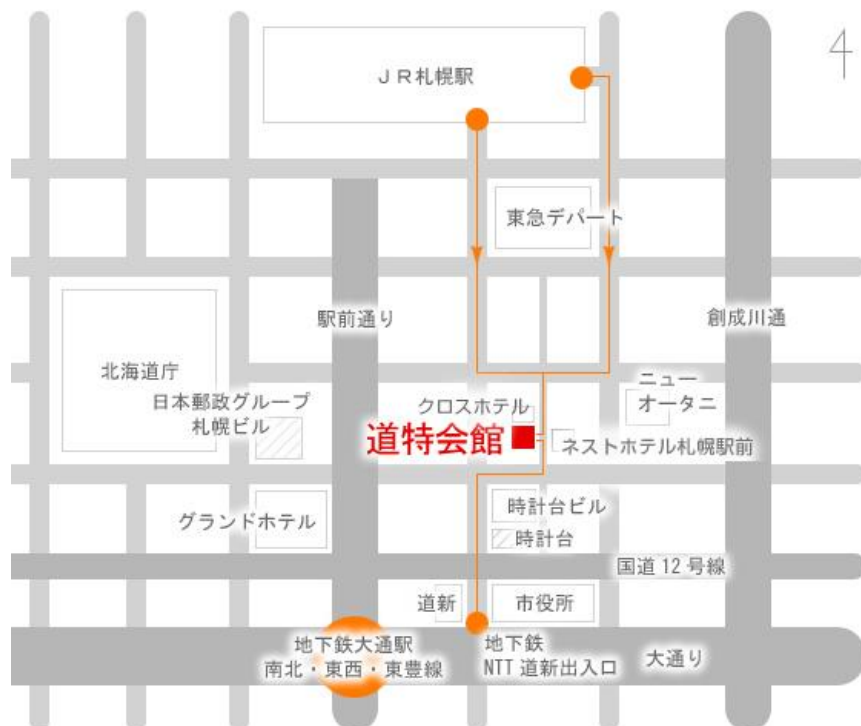 JR札幌駅
東急デパート
駅前通り
創成川通
北海道庁
日本郵政グループ
札幌ビル
クロスホテル
ニュー
オータニ
道特会館
ネストホテル札幌駅前
グランドホテル
時計台ビル
時計台
国道12号線
道新
市役所
地下鉄大通駅
南北・東西・東豊線
地下鉄
NTT道新出入口
大通り